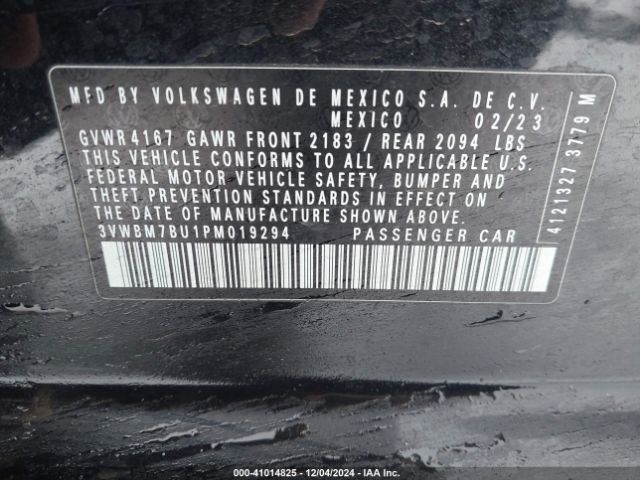 MFD BY VOLKSWAGEN DE MEXICO S.A. DE C.V.
MEXICO 02/23
GVWR 4167 GAWR FRONT 2183 / REAR 2094 LBS
THIS VEHICLE CONFORMS TO ALL APPLICABLE U.S.
FEDERAL MOTOR VEHICLE SAFETY, BUMPER AND
THEFT PREVENTION STANDARDS IN EFFECT ON
THE DATE OF MANUFACTURE SHOWN ABOVE.
3VWBM7BU1PM019294 PASSENGER CAR
4121327 3779 M
000-41014825 - 12/04/2024 - IAA Inc.